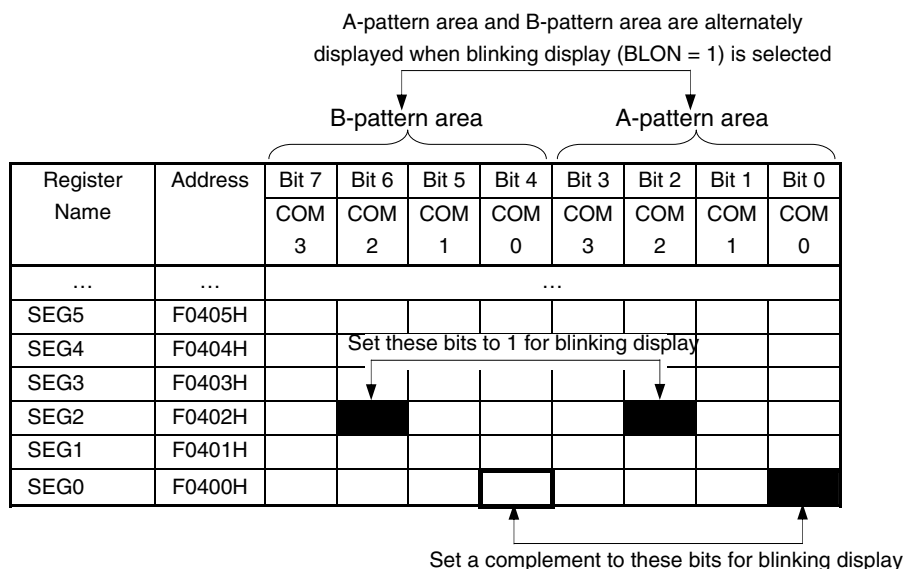 A-pattern area and B-pattern area are alternately
displayed when blinking display (BLON = 1) is selected
B-pattern area A-pattern area
Register Address Bit 7 Bit 6 Bit 5 Bit 4 Bit 3 Bit 2 Bit 1 Bit 0
Name COM COM COM COM COM COM COM COM
3 2 1 0 3 2 1 0
… … …
SEG5 F0405H
SEG4 F0404H Set these bits to 1 for blinking display
SEG3 F0403H
SEG2 F0402H
SEG1 F0401H
SEG0 F0400H
Set a complement to these bits for blinking display